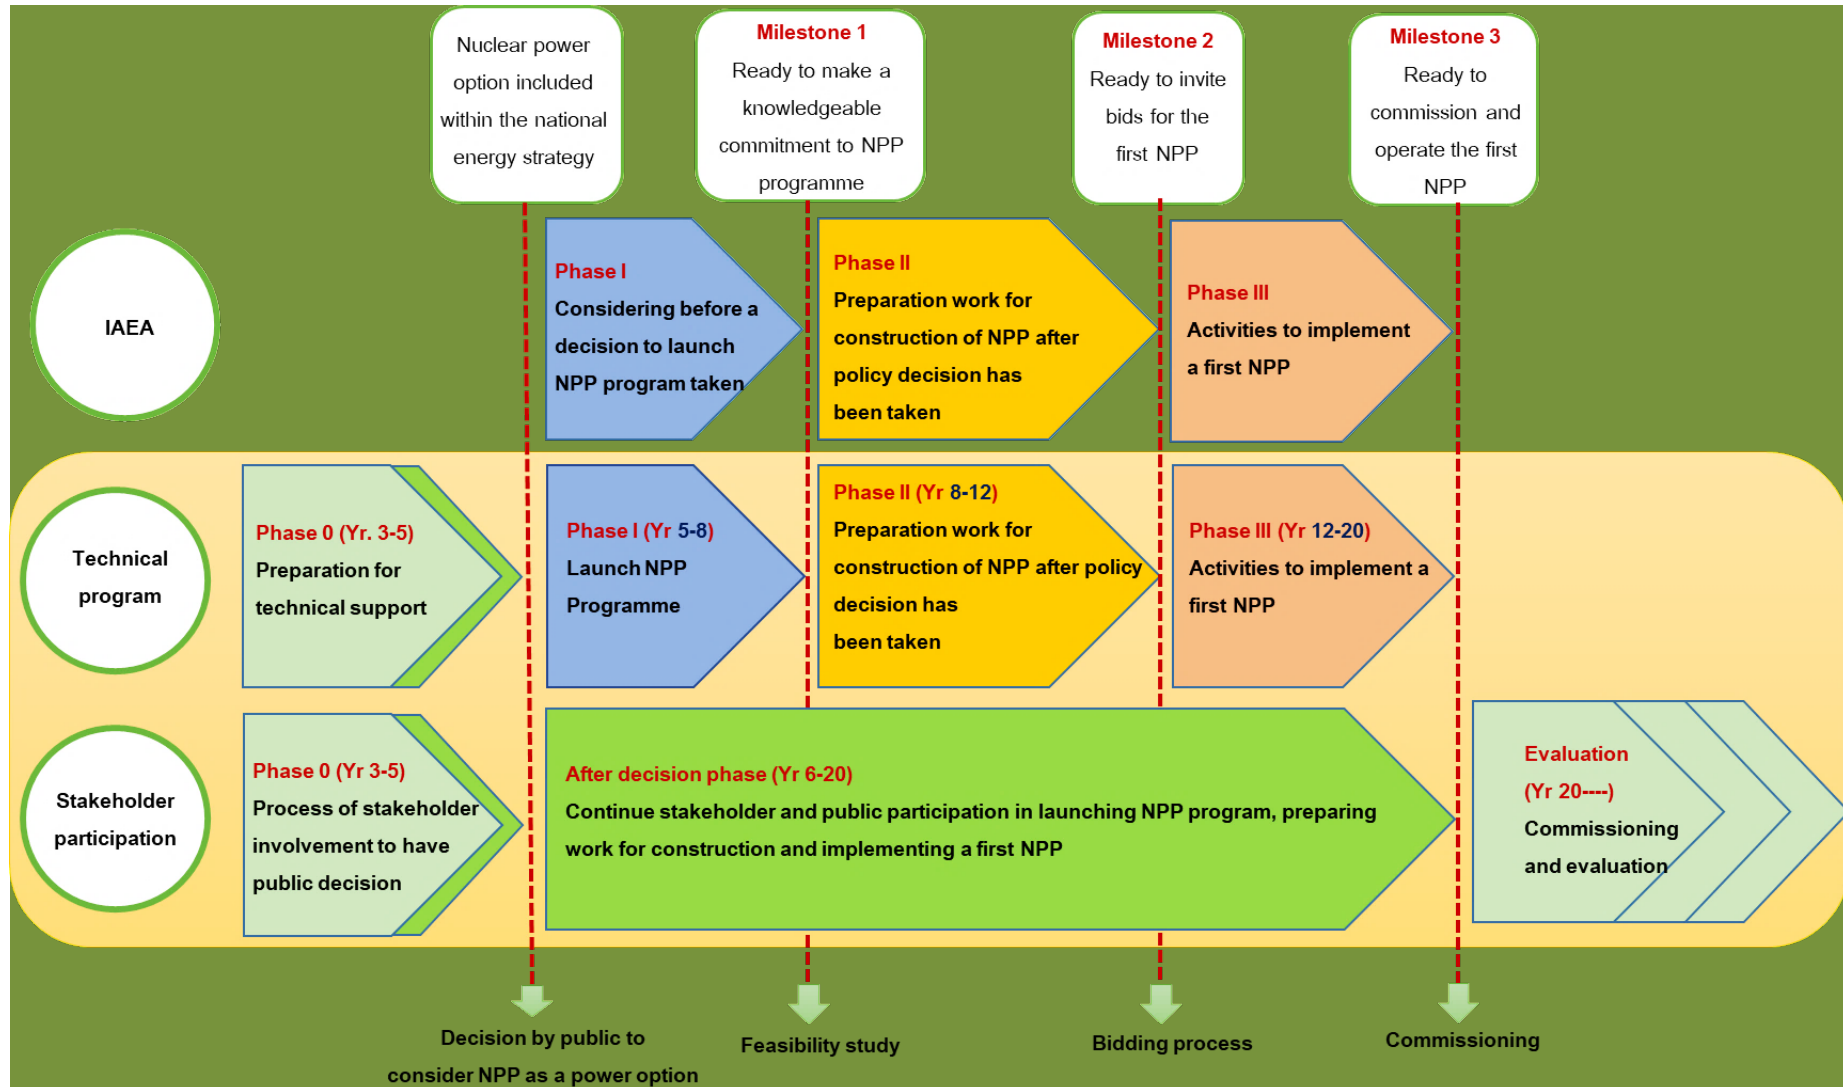 Nuclear power
option included
within the national
energy strategy
Milestone 1
Ready to make a
knowledgeable
commitment to NPP
programme
Milestone 2
Ready to invite
bids for the
first NPP
Milestone 3
Ready to
commission and
operate the first
NPP
IAEA
Phase I
Considering before a
decision to launch
NPP program taken
Phase II
Preparation work for
construction of NPP after
policy decision has
been taken
Phase III
Activities to implement
a first NPP
Technical
program
Phase 0 (Yr. 3-5)
Preparation for
technical support
Phase I (Yr 5-8)
Launch NPP
Programme
Phase II (Yr 8-12)
Preparation work for
construction of NPP after policy
decision has
been taken
Phase III (Yr 12-20)
Activities to implement a
first NPP
Stakeholder
participation
Phase 0 (Yr 3-5)
Process of stakeholder
involvement to have
public decision
After decision phase (Yr 6-20)
Continue stakeholder and public participation in launching NPP program, preparing
work for construction and implementing a first NPP
Evaluation
(Yr 20----)
Commissioning
and evaluation
Decision by public to
consider NPP as a power option
Feasibility study
Bidding process
Commissioning